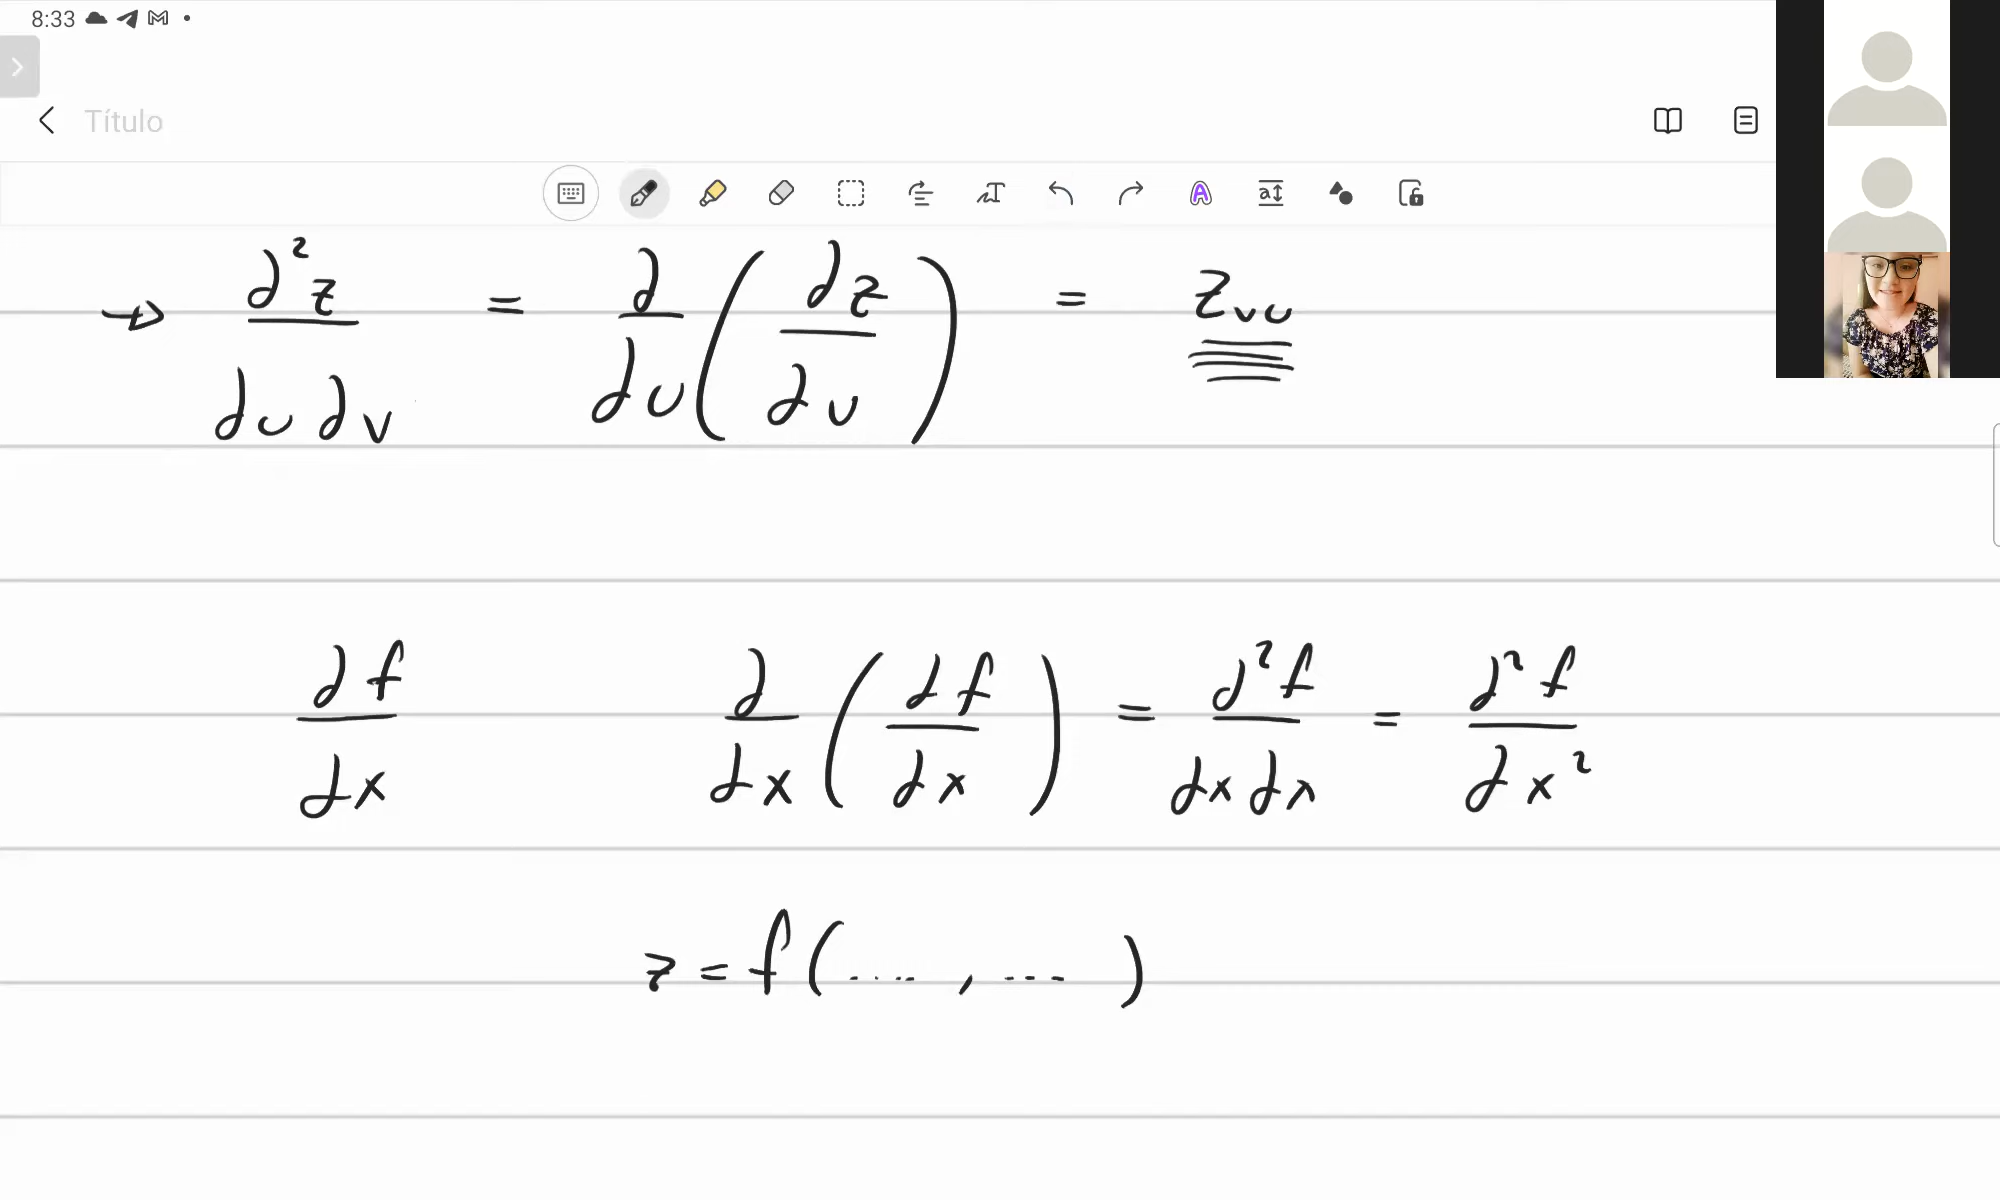 8:33
Título
→ ∂²z / ∂u∂v = ∂/∂u (∂z/∂v) = z_vu
∂f/∂x ∂/∂x (∂f/∂x) = ∂²f / ∂x∂x = ∂²f / ∂x²
z = f(.... , ....)